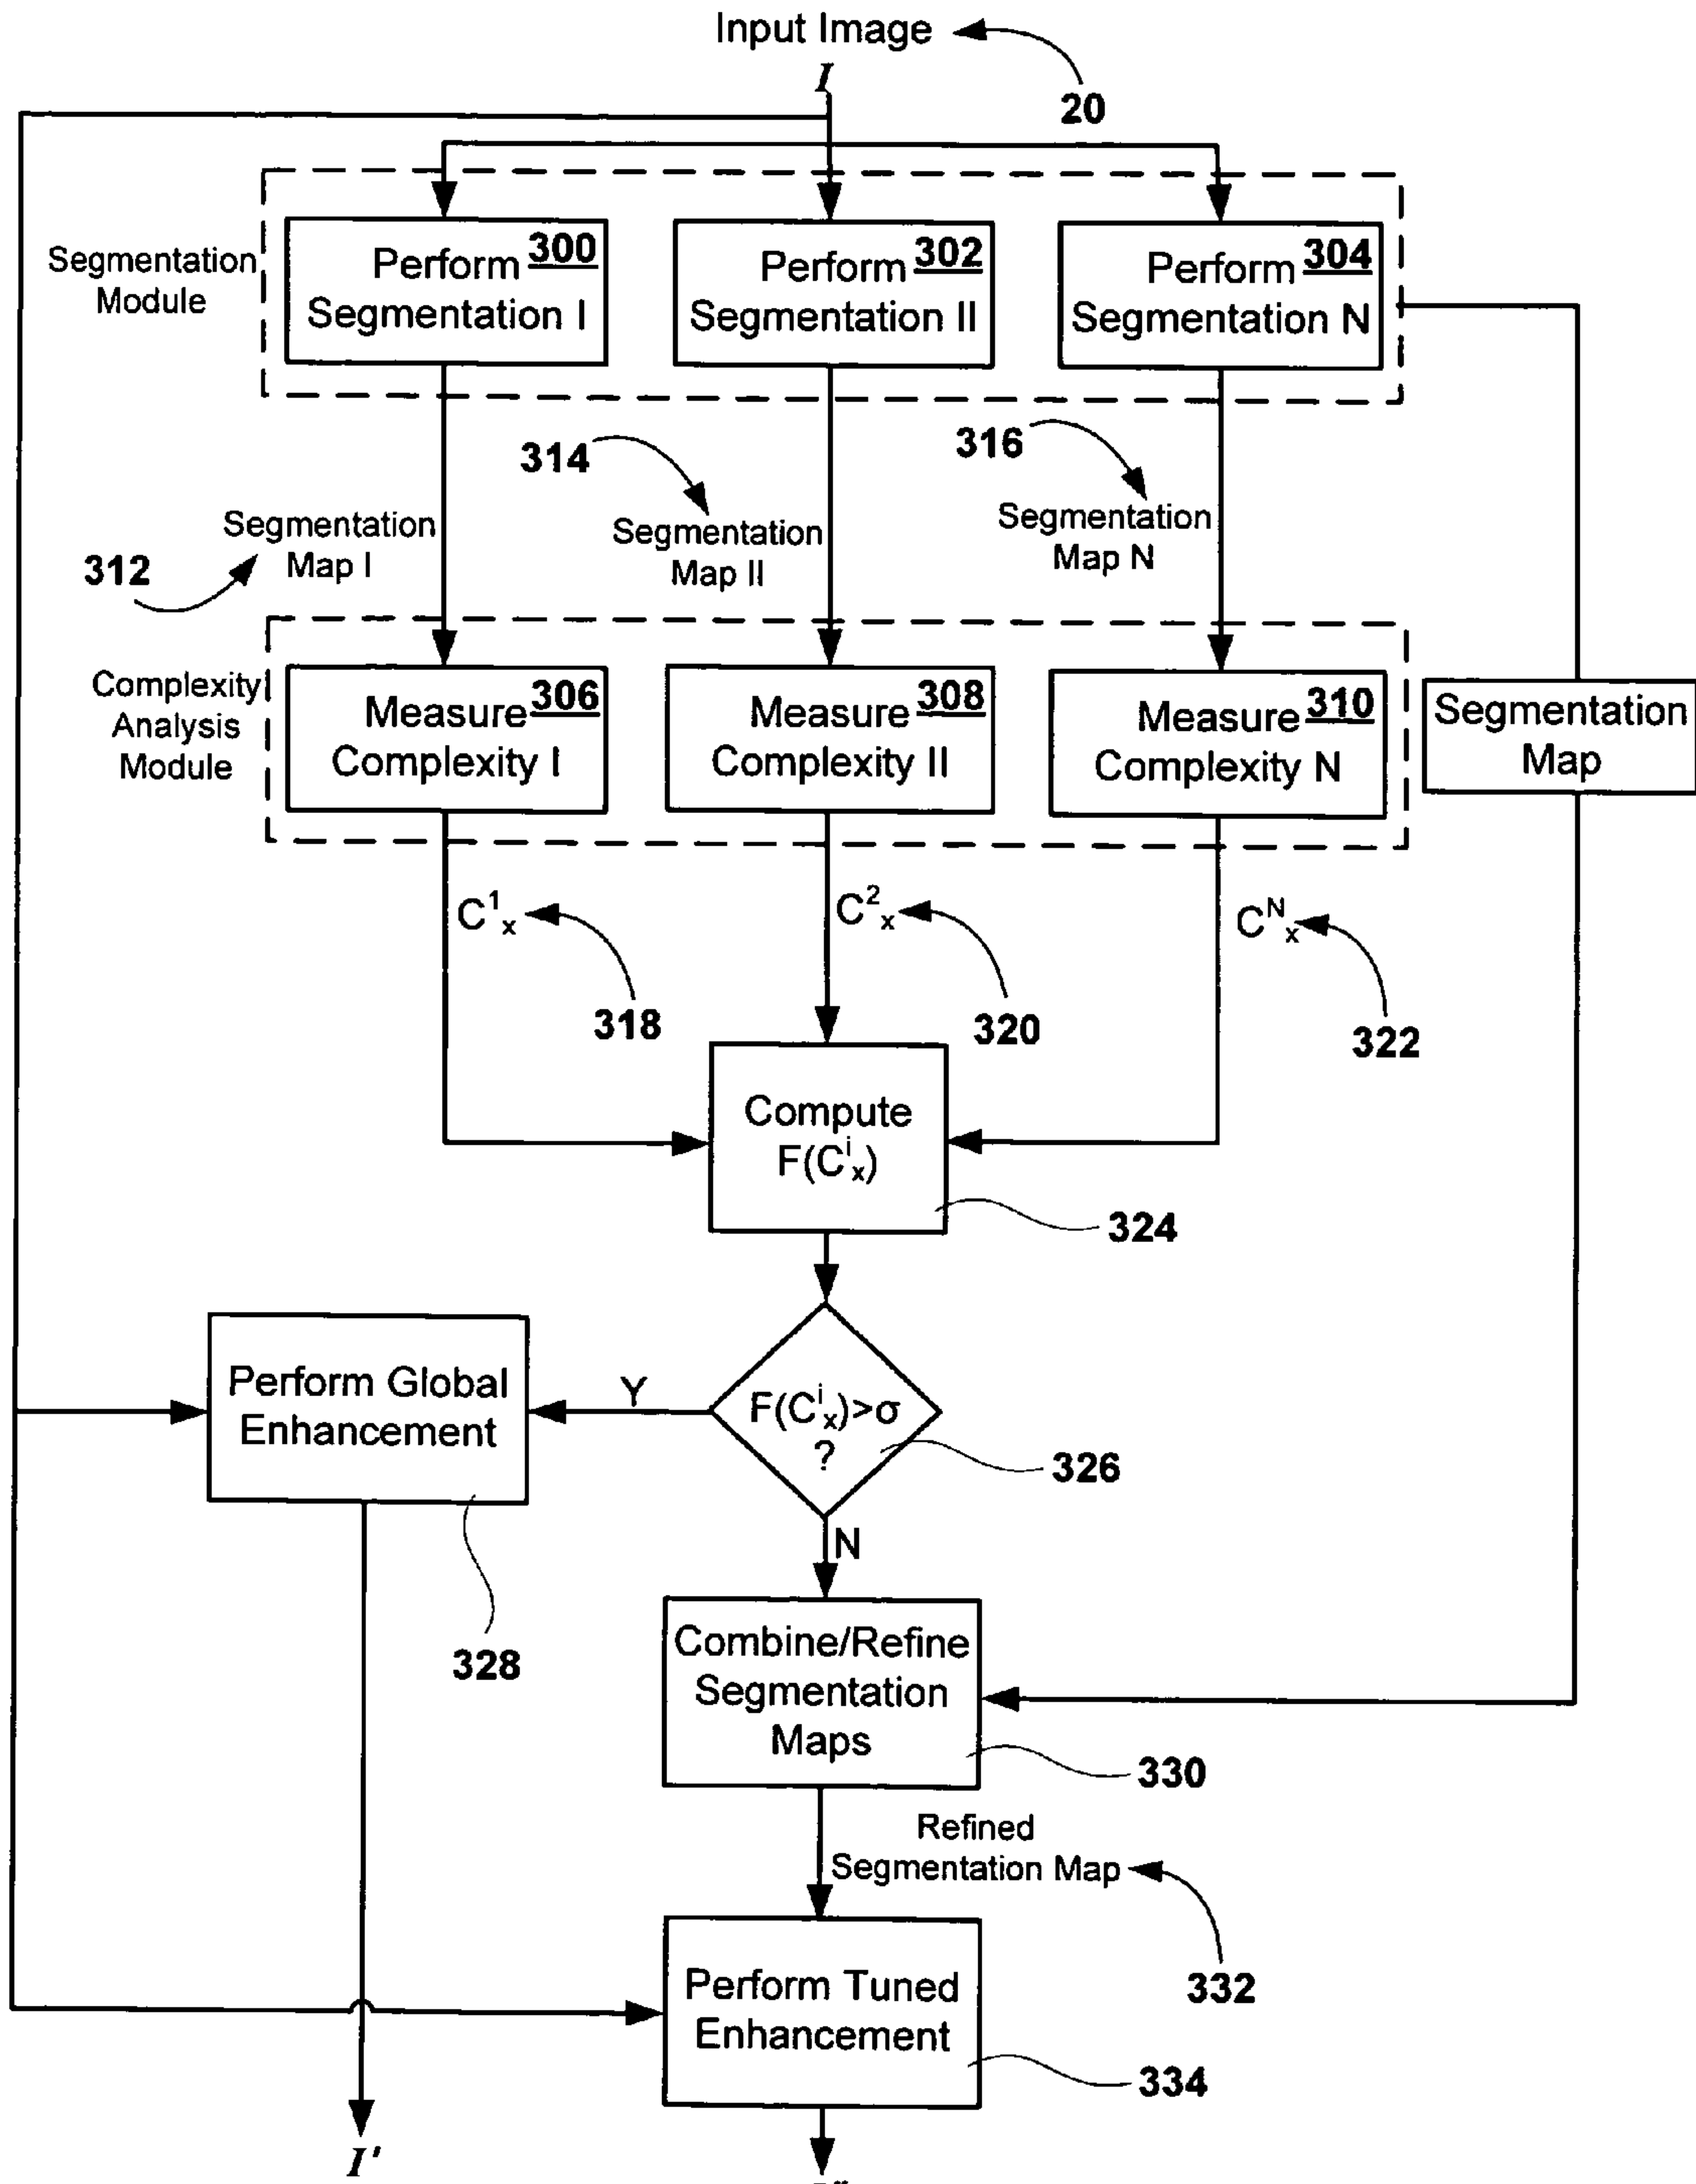 Input Image
I
20
Segmentation
Module
Perform 300
Segmentation I
Perform 302
Segmentation II
Perform 304
Segmentation N
314
316
312
Segmentation
Map I
Segmentation
Map II
Segmentation
Map N
Complexity
Analysis
Module
Measure 306
Complexity I
Measure 308
Complexity II
Measure 310
Complexity N
Segmentation
Map
C¹ₓ
C²ₓ
Cᴺₓ
318
320
322
Compute
F(Cⁱₓ)
324
Perform Global
Enhancement
Y
F(Cⁱₓ)>σ
?
326
N
328
Combine/Refine
Segmentation
Maps
330
Refined
Segmentation Map
332
Perform Tuned
Enhancement
334
I'